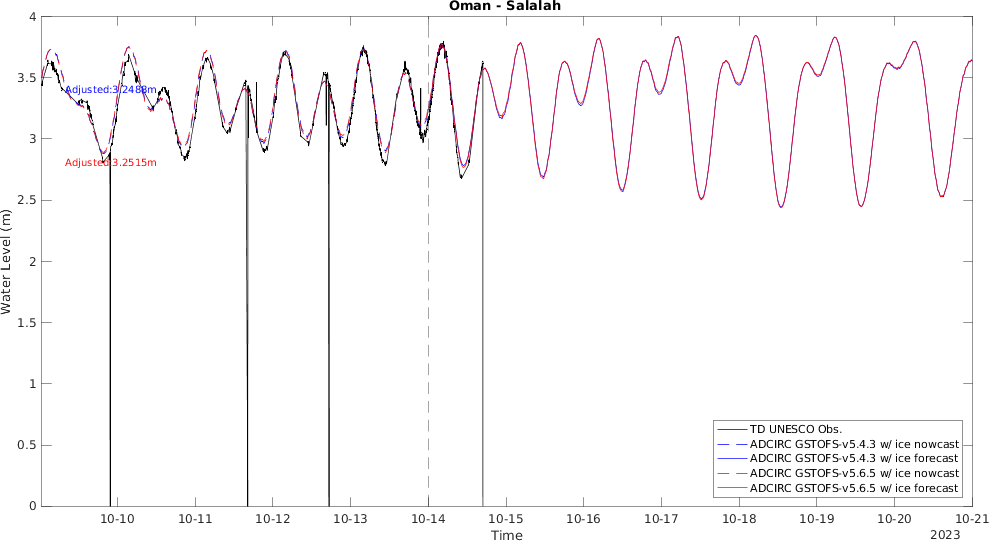 Oman - Salalah
4
3.5
3
2.5
2
1.5
1
0.5
0
Water Level (m)
Adjusted:3.2488m
Adjusted:3.2515m
TD UNESCO Obs.
ADCIRC GSTOFS-v5.4.3 w/ ice nowcast
ADCIRC GSTOFS-v5.4.3 w/ ice forecast
ADCIRC GSTOFS-v5.6.5 w/ ice nowcast
ADCIRC GSTOFS-v5.6.5 w/ ice forecast
10-10 10-11 10-12 10-13 10-14 10-15 10-16 10-17 10-18 10-19 10-20 10-21
Time
2023